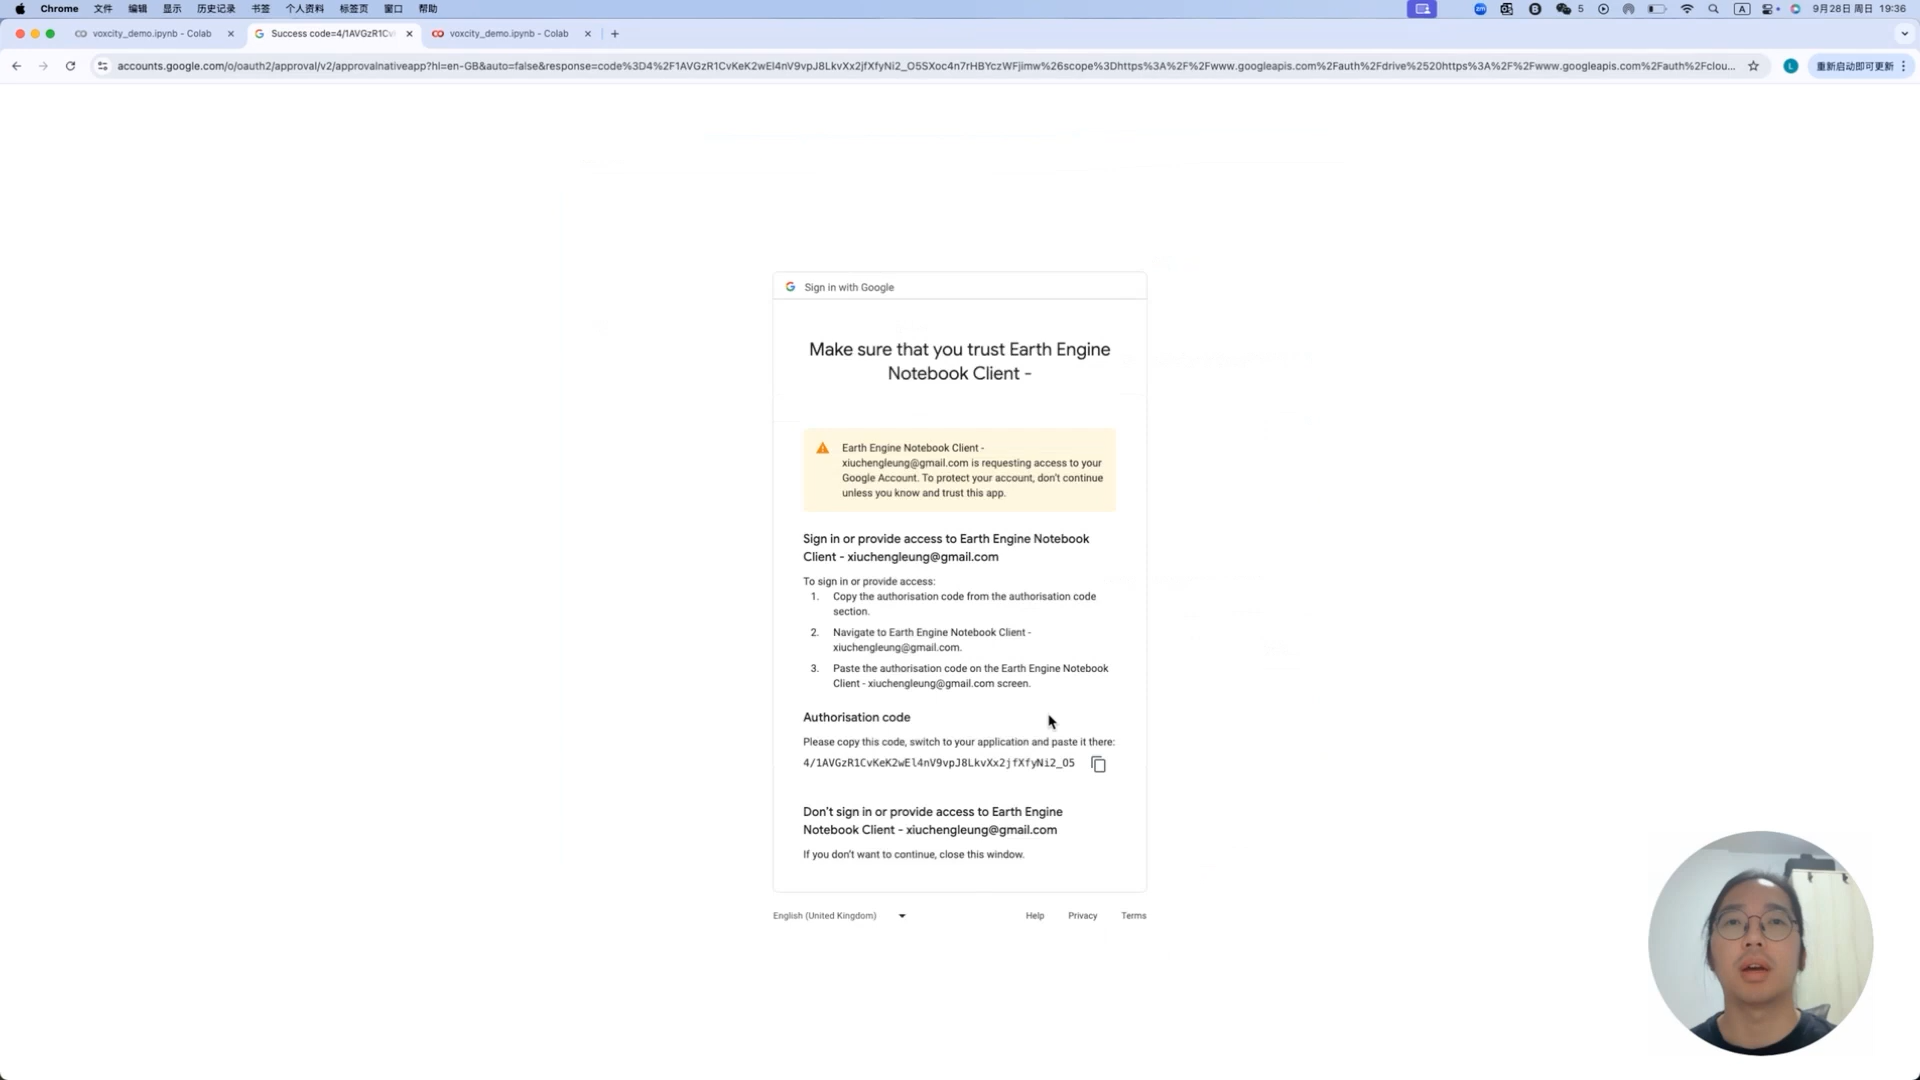 Chrome 文件 编辑 显示 历史记录 书签 个人资料 标签页 窗口 帮助 5 A 9月28日 周日 19:36
voxcity_demo.ipynb - Colab Success code=4/1AVGzR1Cv voxcity_demo.ipynb - Colab
accounts.google.com/o/oauth2/approval/v2/approvalnativeapp?hl=en-GB&auto=false&response=code%3D4%2F1AVGzR1CvKeK2wEl4nV9vpJ8LkvXx2jfXfyNi2_O5SXoc4n7rHBYczWFjimw%26scope%3Dhttps%3A%2F%2Fwww.googleapis.com%2Fauth%2Fdrive%2520https%3A%2F%2Fwww.googleapis.com%2Fauth%2Fclou... L 重新启动即可更新
Sign in with Google
Make sure that you trust Earth Engine
Notebook Client -
Earth Engine Notebook Client -
xiuchengleung@gmail.com is requesting access to your
Google Account. To protect your account, don't continue
unless you know and trust this app.
Sign in or provide access to Earth Engine Notebook
Client - xiuchengleung@gmail.com
To sign in or provide access:
1. Copy the authorisation code from the authorisation code
section.
2. Navigate to Earth Engine Notebook Client -
xiuchengleung@gmail.com.
3. Paste the authorisation code on the Earth Engine Notebook
Client - xiuchengleung@gmail.com screen.
Authorisation code
Please copy this code, switch to your application and paste it there:
4/1AVGzR1CvKeK2wEl4nV9vpJ8LkvXx2jfXfyNi2_O5
Don't sign in or provide access to Earth Engine
Notebook Client - xiuchengleung@gmail.com
If you don't want to continue, close this window.
English (United Kingdom) Help Privacy Terms